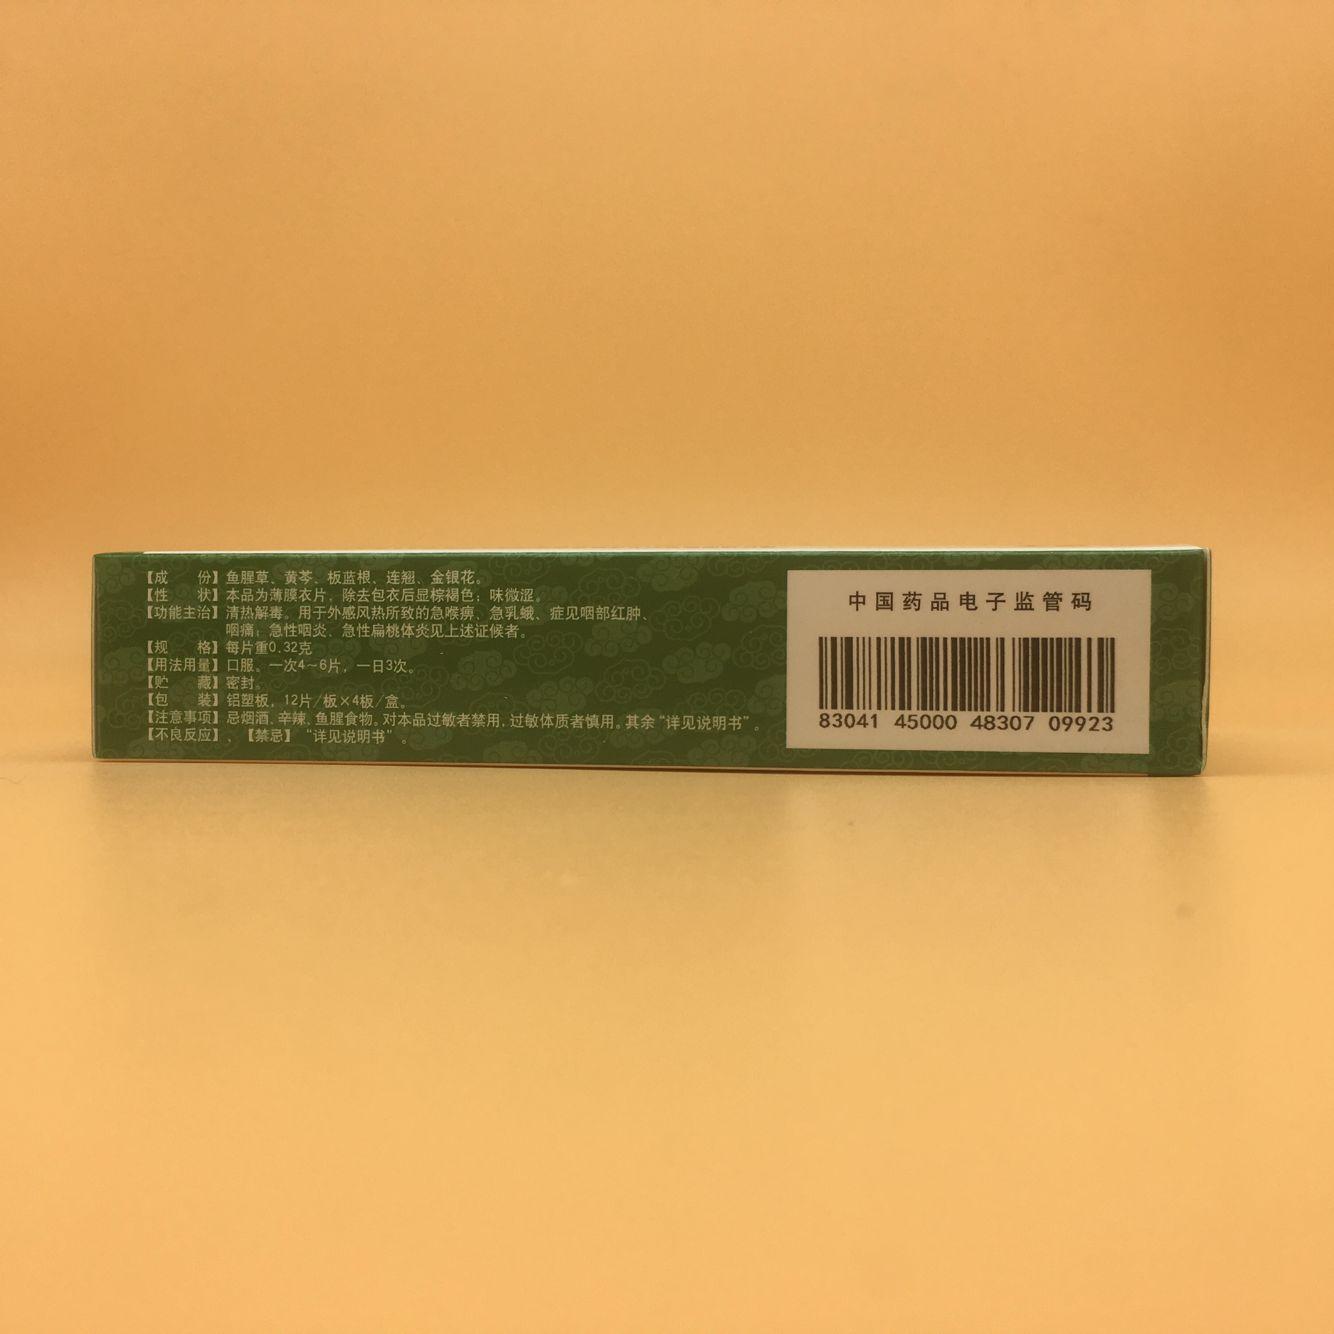 【成　　份】鱼腥草、黄芩、板蓝根、连翘、金银花。
【性　　状】本品为薄膜衣片，除去包衣后显棕褐色；味微涩。
【功能主治】清热解毒。用于外感风热所致的急喉痹、急乳蛾、症见咽部红肿、
咽痛；急性咽炎、急性扁桃体炎见上述证候者。
【规　　格】每片重0.32克
【用法用量】口服。一次4～6片，一日3次。
【贮　　藏】密封。
【包　　装】铝塑板，12片/板×4板/盒。
【注意事项】忌烟酒、辛辣、鱼腥食物。对本品过敏者禁用，过敏体质者慎用。其余“详见说明书”。
【不良反应】、【禁忌】“详见说明书”。
中国药品电子监管码
83041 45000 48307 09923